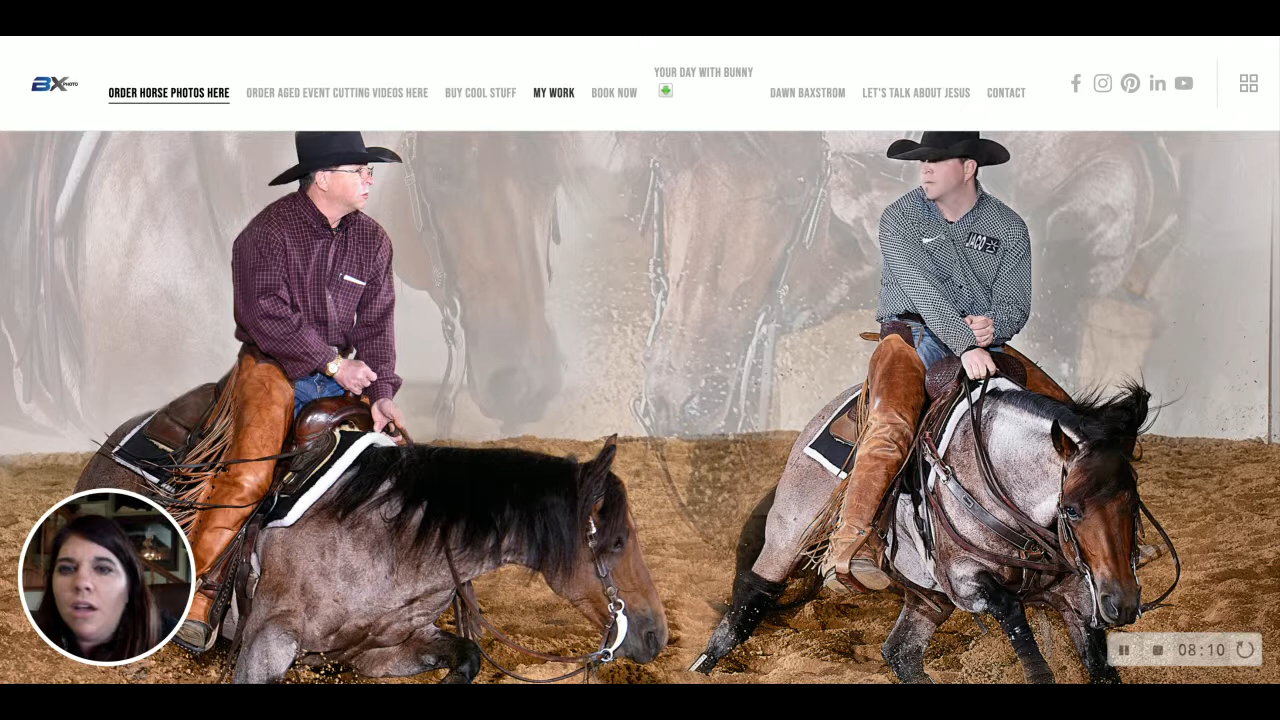 YOUR DAY WITH BUNNY
BX PHOTO
ORDER HORSE PHOTOS HERE
ORDER AGED EVENT CUTTING VIDEOS HERE
BUY COOL STUFF
MY WORK
BOOK NOW
DAWN BAXSTROM
LET'S TALK ABOUT JESUS
CONTACT
JACO
08:10